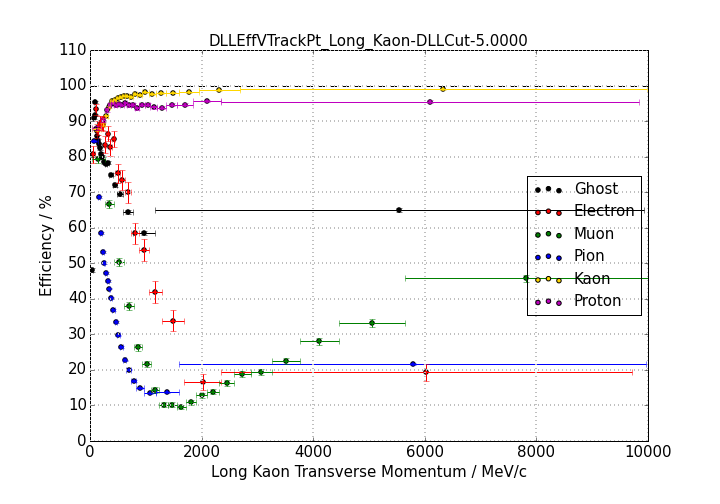 DLLEffVTrackPt_Long_Kaon-DLLCut-5.0000
Efficiency / %
110
100
90
80
70
60
50
40
30
20
10
0
Ghost
Electron
Muon
Pion
Kaon
Proton
0 2000 4000 6000 8000 10000
Long Kaon Transverse Momentum / MeV/c